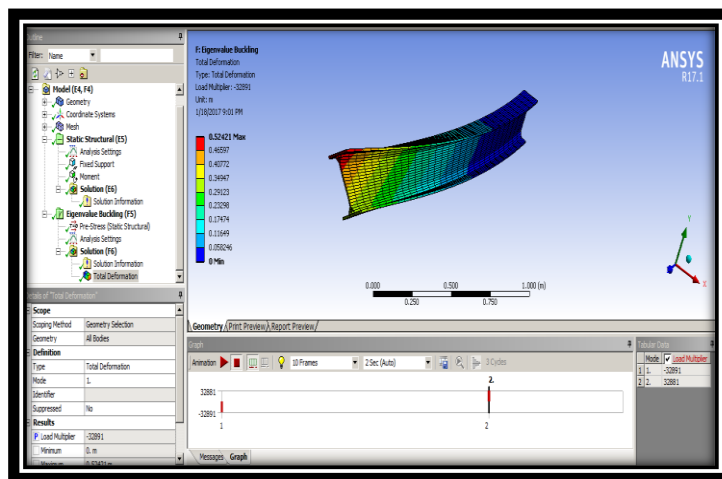 Outline
Filter: Name
Model (E4, F4)
Geometry
Coordinate Systems
Mesh
Static Structural (E5)
Analysis Settings
Fixed Support
Moment
Solution (E6)
Solution Information
Eigenvalue Buckling (F5)
Pre-Stress (Static Structural)
Analysis Settings
Solution (F6)
Solution Information
Total Deformation
Details of "Total Deformation"
Scope
Scoping Method Geometry Selection
Geometry All Bodies
Definition
Type Total Deformation
Mode 1.
Identifier
Suppressed No
Results
P Load Multiplier -32891
Minimum 0. m
Maximum 0.52421 m
F: Eigenvalue Buckling
Total Deformation
Type: Total Deformation
Load Multiplier: -32891
Unit: m
1/18/2017 9:01 PM
0.52421 Max
0.46597
0.40772
0.34947
0.29123
0.23298
0.17474
0.11649
0.058246
0 Min
ANSYS
R17.1
0.000 0.500 1.000 (m)
0.250 0.750
Y
X
Geometry Print Preview Report Preview
Graph
Animation 10 Frames 2 Sec (Auto) 3 Cycles
2.
32881
-32891
1 2
Messages Graph
Tabular Data
Mode Load Multiplier
1 1. -32891
2 2. 32881